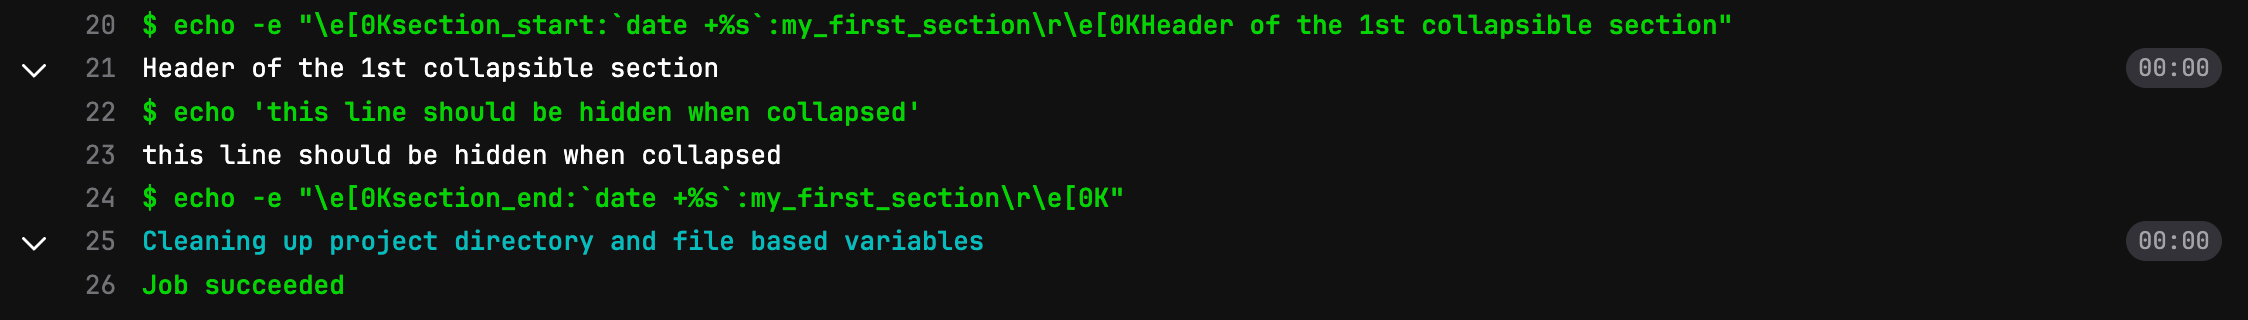 20 $ echo -e "\e[0Ksection_start:`date +%s`:my_first_section\r\e[0KHeader of the 1st collapsible section"
21 Header of the 1st collapsible section 00:00
22 $ echo 'this line should be hidden when collapsed'
23 this line should be hidden when collapsed
24 $ echo -e "\e[0Ksection_end:`date +%s`:my_first_section\r\e[0K"
25 Cleaning up project directory and file based variables 00:00
26 Job succeeded